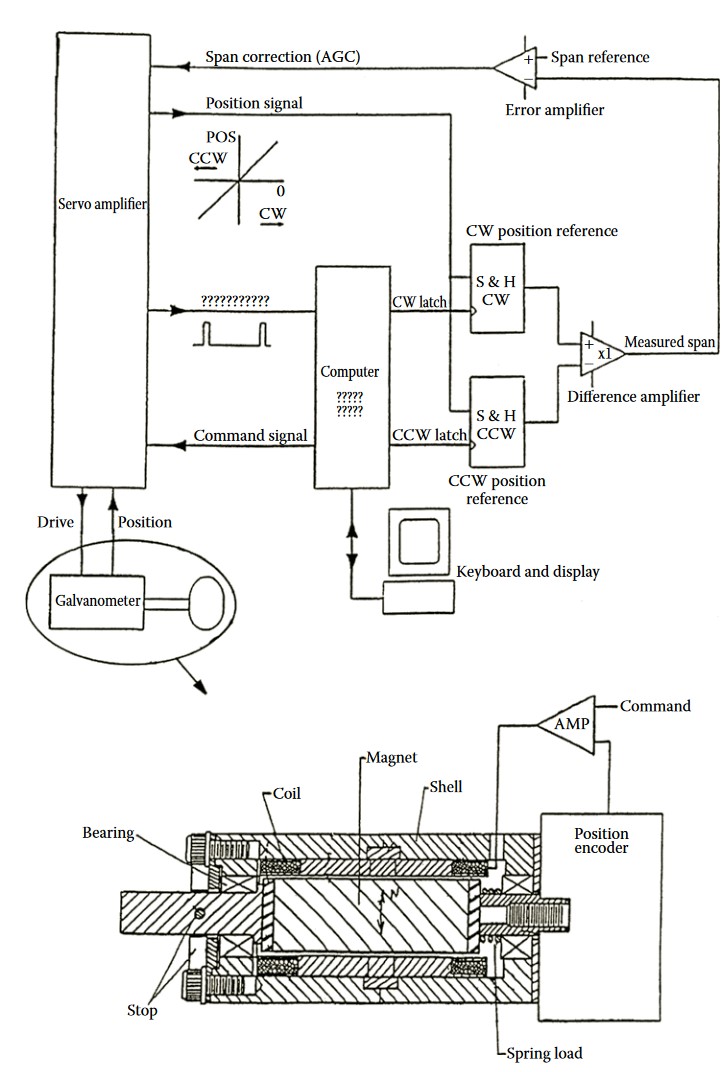 Span correction (AGC)
+
Span reference
−
Error amplifier
Position signal
POS
CCW
0
CW
Servo amplifier
CW position reference
S & H
CW
???????????
CW latch
+
−
x1
Measured span
Computer
?????
?????
Difference amplifier
S & H
CCW
Command signal
CCW latch
CCW position
reference
Drive
Position
Keyboard and display
Galvanometer
Command
AMP
Magnet
Shell
Coil
Bearing
Position
encoder
Stop
Spring load